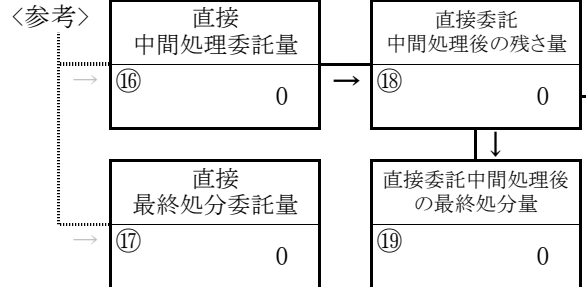 〈参考〉
直接
中間処理委託量
→
⑯
0
→
直接委託
中間処理後の残さ量
⑱
0
↓
直接
最終処分委託量
→
⑰
0
直接委託中間処理後
の最終処分量
⑲
0